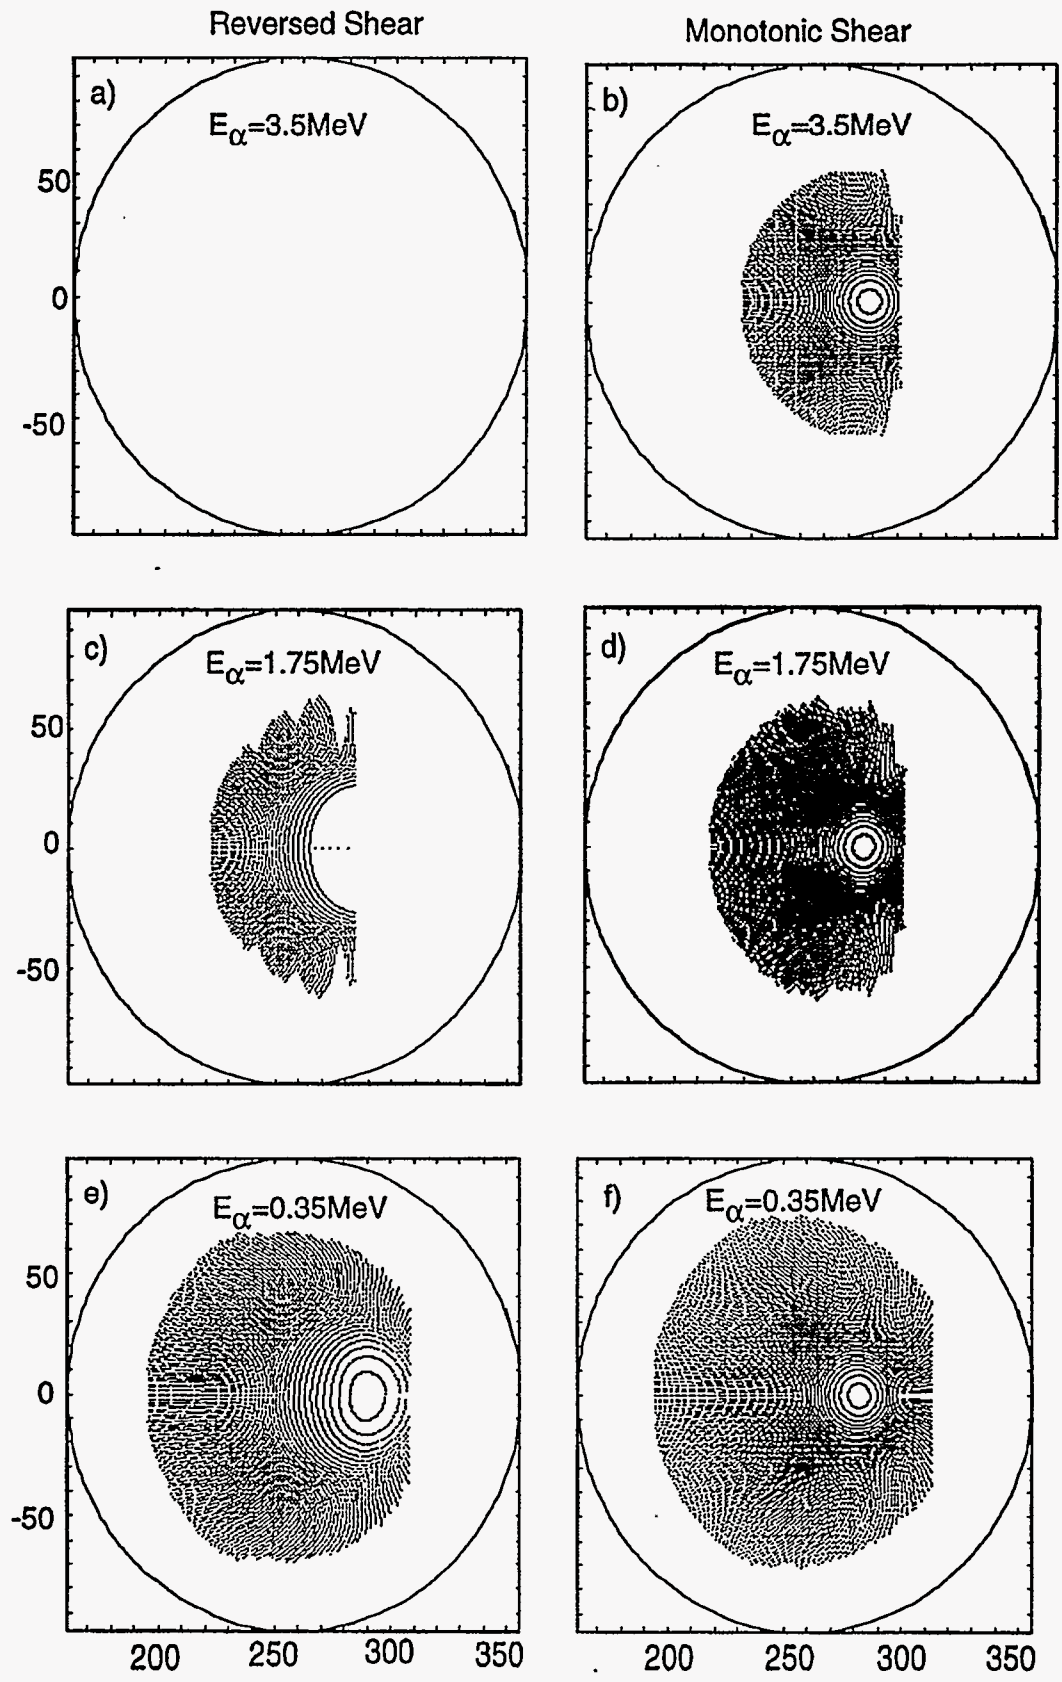 Reversed Shear
Monotonic Shear
a)
Eα=3.5MeV
50
0
-50
b)
Eα=3.5MeV
c)
Eα=1.75MeV
50
0
-50
d)
Eα=1.75MeV
e)
Eα=0.35MeV
50
0
-50
200 250 300 350
f)
Eα=0.35MeV
200 250 300 350